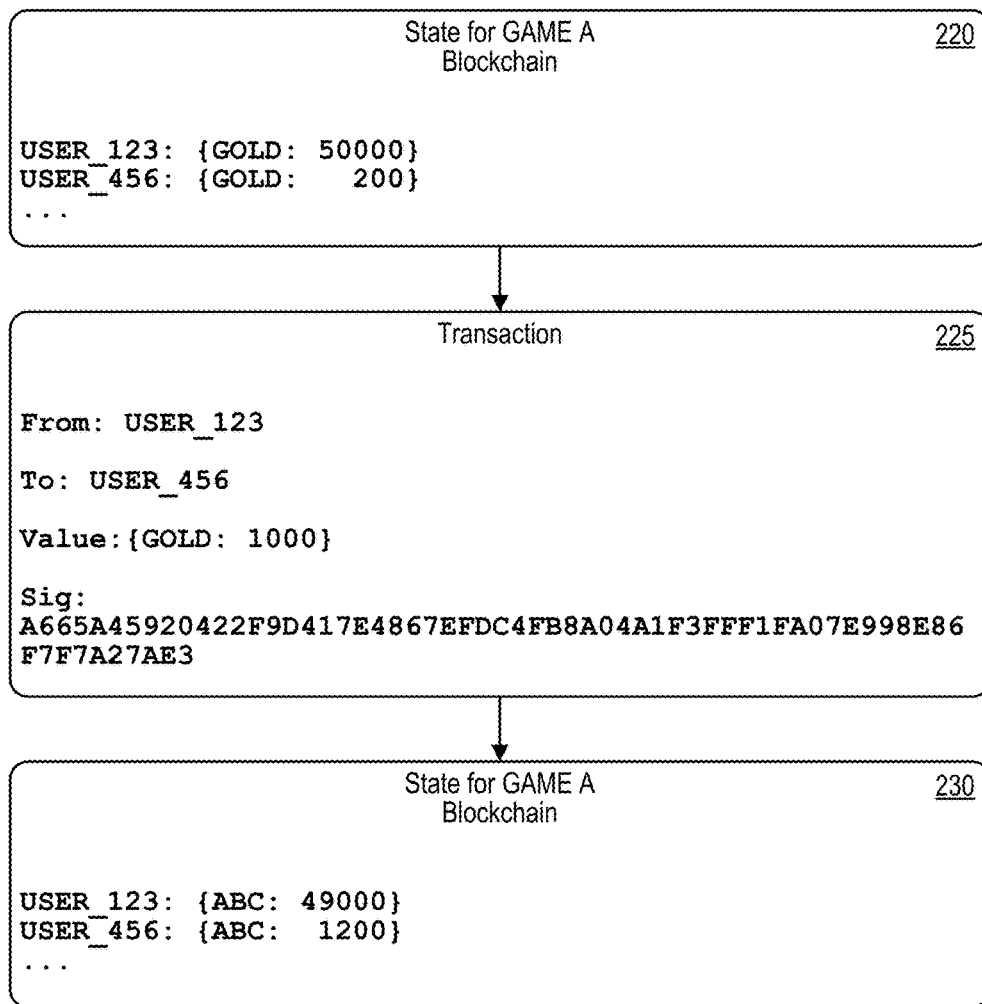 State for GAME A 220
Blockchain
USER_123: {GOLD: 50000}
USER_456: {GOLD:   200}
...
Transaction 225
From: USER_123
To: USER_456
Value:{GOLD: 1000}
Sig:
A665A45920422F9D417E4867EFDC4FB8A04A1F3FFF1FA07E998E86
F7F7A27AE3
State for GAME A 230
Blockchain
USER_123: {ABC: 49000}
USER_456: {ABC:  1200}
...